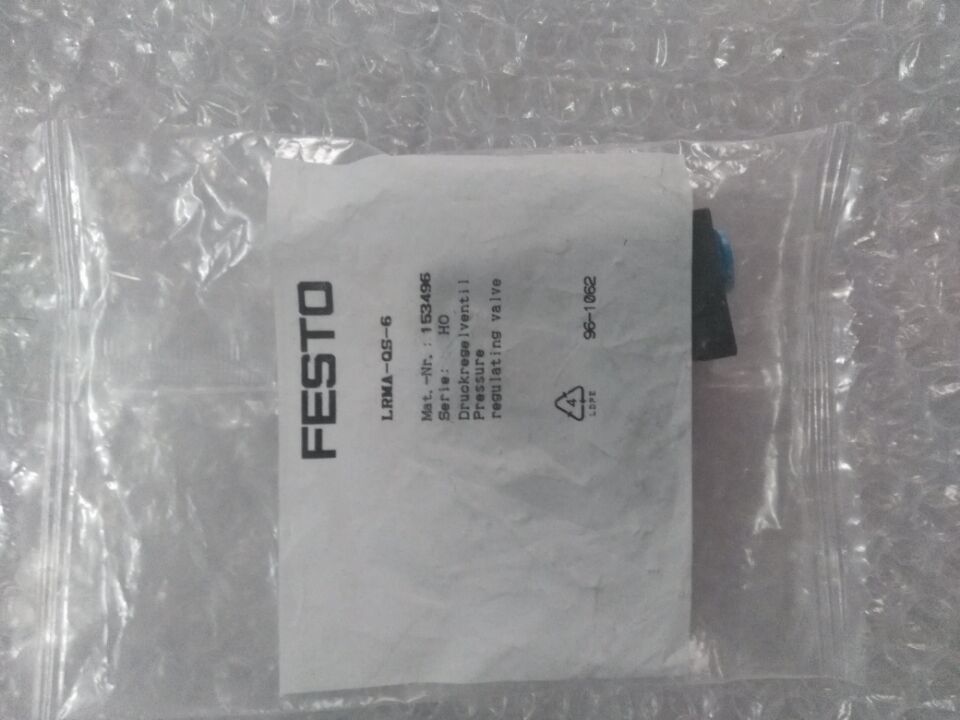 FESTO
LRMA-QS-6
Mat.-Nr.: 153496
Serie: HO
Druckregelventil
Pressure
regulating valve
4
LDPE
96-1062